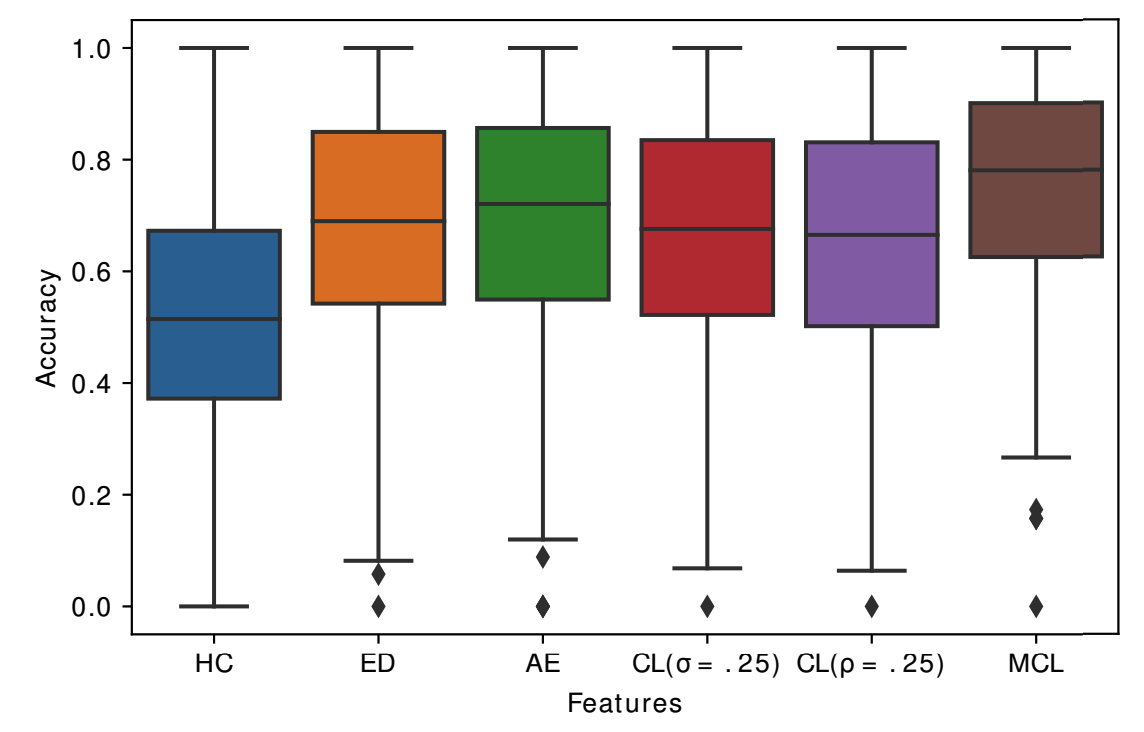 1.0
0.8
0.6
0.4
0.2
0.0
Accuracy
HC ED AE CL(σ = .25) CL(ρ = .25) MCL
Features